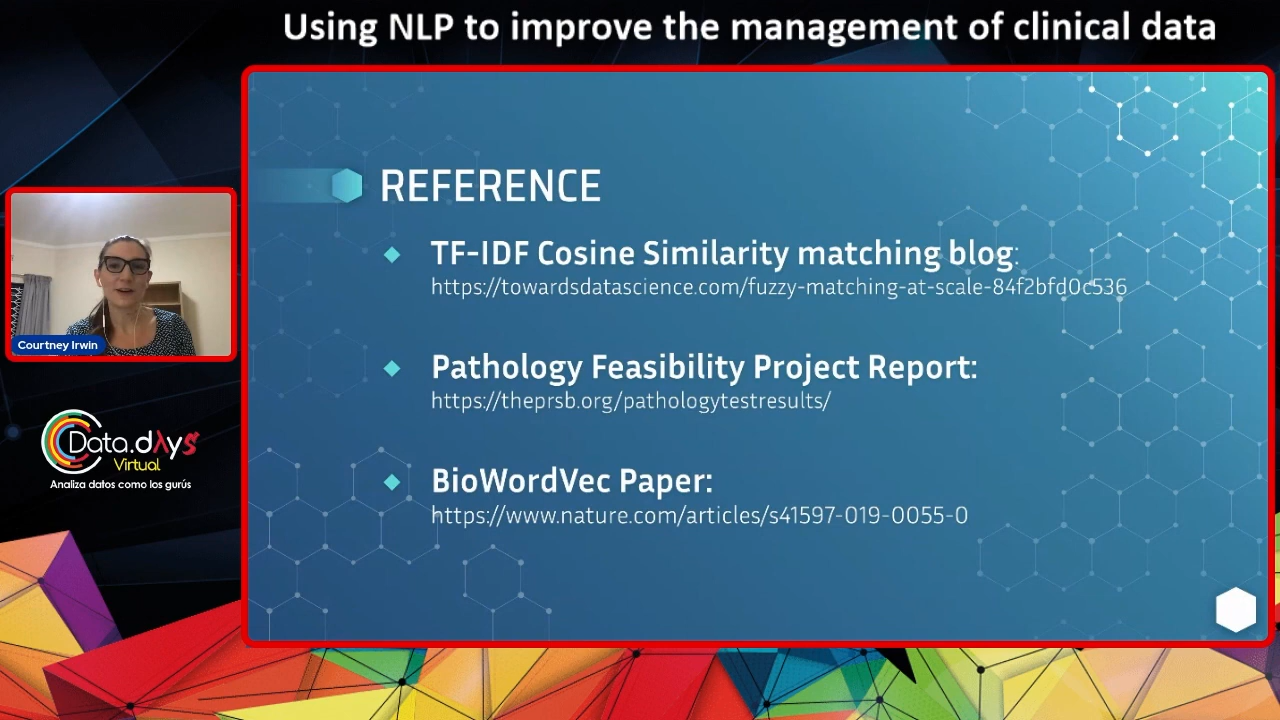 Using NLP to improve the management of clinical data
REFERENCE
TF-IDF Cosine Similarity matching blog:
https://towardsdatascience.com/fuzzy-matching-at-scale-84f2bfd0c536
Pathology Feasibility Project Report:
https://theprsb.org/pathologytestresults/
BioWordVec Paper:
https://www.nature.com/articles/s41597-019-0055-0
Courtney Irwin
Data.dAys
Virtual
Analiza datos como los gurús